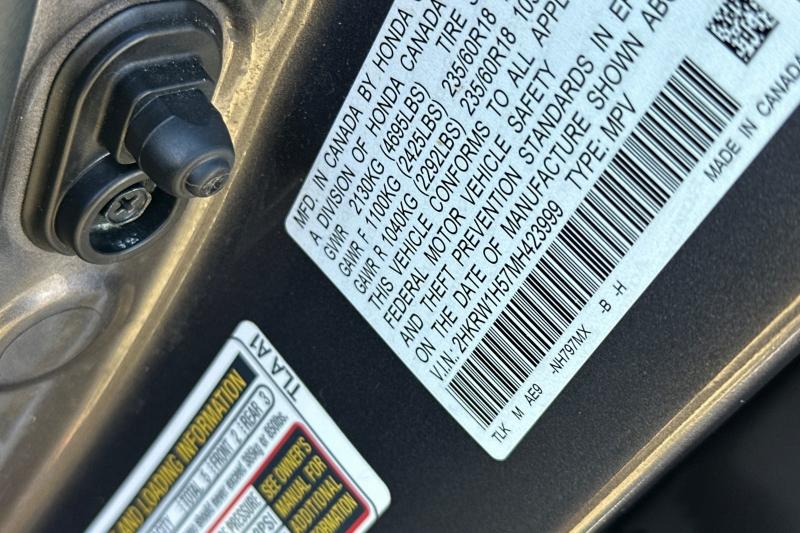 MFD. IN CANADA BY HONDA
A DIVISION OF HONDA CANADA
TIRE
GVWR 2130KG (4695LBS)
GAWR F 1100KG (2425LBS) 235/60R18
GAWR R 1040KG (2292LBS) 235/60R18
THIS VEHICLE CONFORMS TO ALL
FEDERAL MOTOR VEHICLE SAFETY
AND THEFT PREVENTION STANDARDS IN
ON THE DATE OF MANUFACTURE SHOWN
V.I.N.: 2HKRW1H57MH423999 TYPE: MPV
TLK M AE9 -NH797MX -B -H
MADE IN CANADA
TLA A1
AND LOADING INFORMATION
TOTAL 5 FRONT 2 REAR 3
SEE OWNER'S
MANUAL FOR
ADDITIONAL
INFORMATION